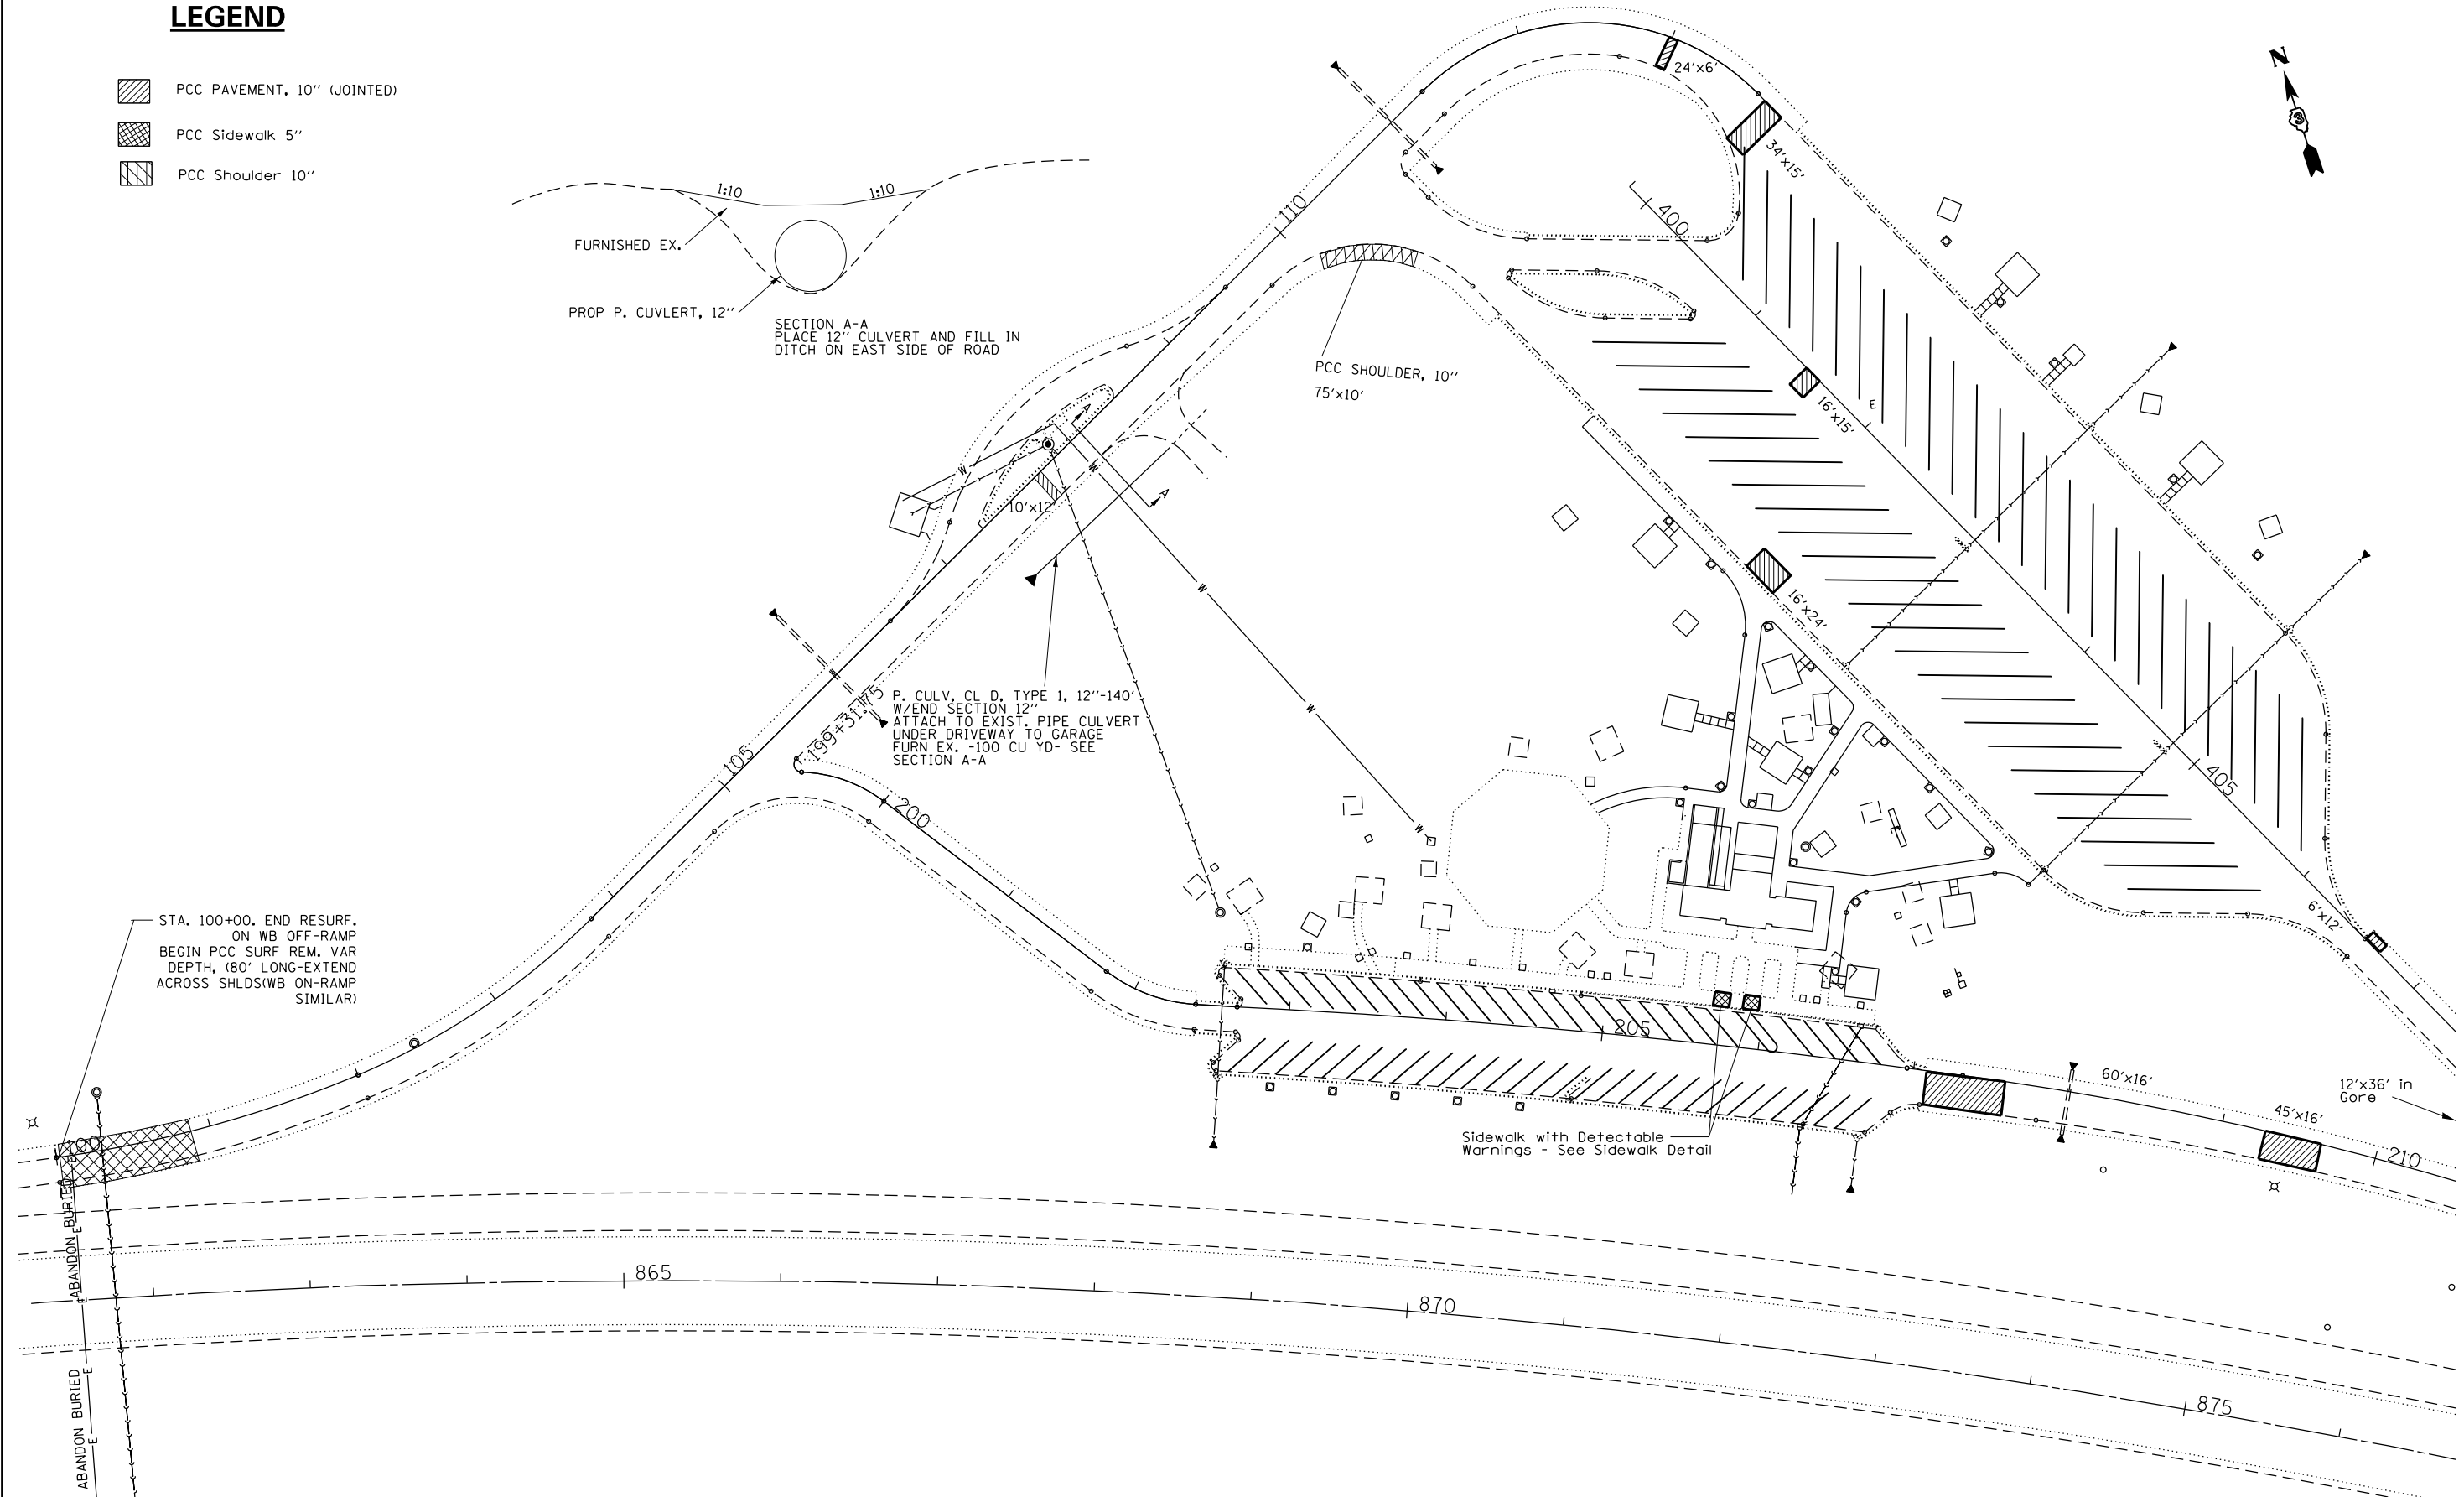 LEGEND
PCC PAVEMENT, 10" (JOINTED)
PCC Sidewalk 5"
PCC Shoulder 10"
1:10
1:10
FURNISHED EX.
PROP P. CUVLERT, 12"
SECTION A-A
PLACE 12" CULVERT AND FILL IN
DITCH ON EAST SIDE OF ROAD
N
3
24'x6'
34'x15'
400
110
PCC SHOULDER, 10"
75'x10'
16'x15'
E
A
W
W
A
10'x12'
W
16'x24'
W
W
P. CULV, CL D, TYPE 1, 12"-140'
W/END SECTION 12"
ATTACH TO EXIST. PIPE CULVERT
UNDER DRIVEWAY TO GARAGE
FURN EX. -100 CU YD- SEE
SECTION A-A
199+31.75
105
200
405
6'x12'
STA. 100+00. END RESURF.
ON WB OFF-RAMP
BEGIN PCC SURF REM. VAR
DEPTH, (80' LONG-EXTEND
ACROSS SHLDS(WB ON-RAMP
SIMILAR)
205
60'x16'
12'x36' in
Gore
45'x16'
Sidewalk with Detectable
Warnings - See Sidewalk Detail
210
100
ABANDON BURIED
E
E
865
870
875
ABANDON BURIED
E
E